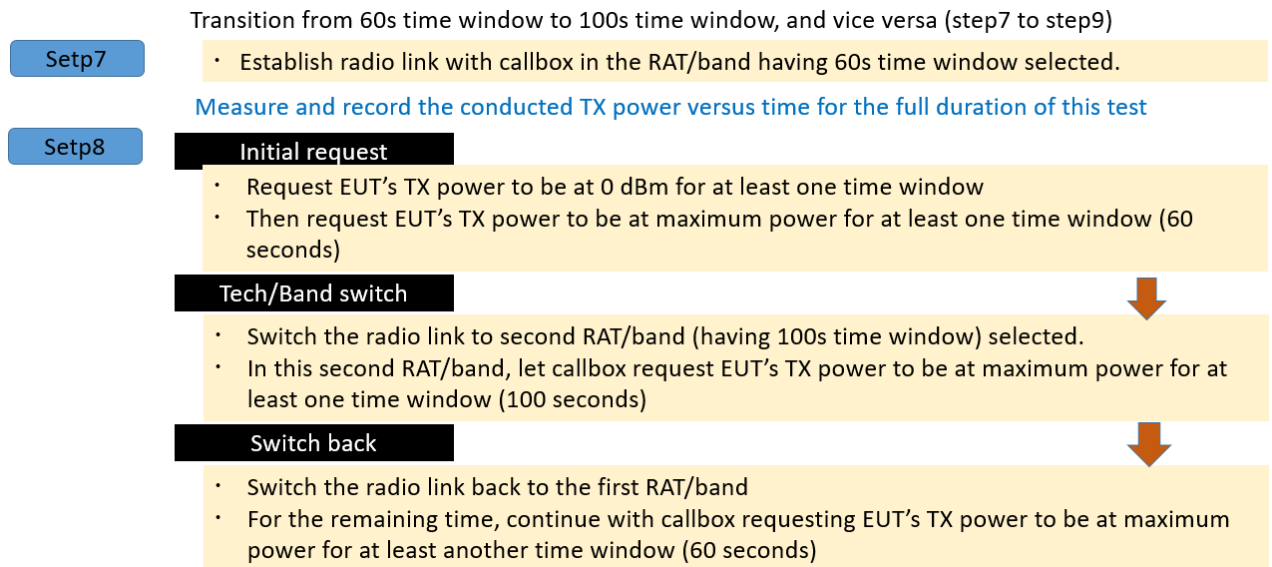 Transition from 60s time window to 100s time window, and vice versa (step7 to step9)
Setp7
· Establish radio link with callbox in the RAT/band having 60s time window selected.
Measure and record the conducted TX power versus time for the full duration of this test
Setp8
Initial request
· Request EUT’s TX power to be at 0 dBm for at least one time window
· Then request EUT’s TX power to be at maximum power for at least one time window (60
seconds)
Tech/Band switch
· Switch the radio link to second RAT/band (having 100s time window) selected.
· In this second RAT/band, let callbox request EUT’s TX power to be at maximum power for at
least one time window (100 seconds)
Switch back
· Switch the radio link back to the first RAT/band
· For the remaining time, continue with callbox requesting EUT’s TX power to be at maximum
power for at least another time window (60 seconds)